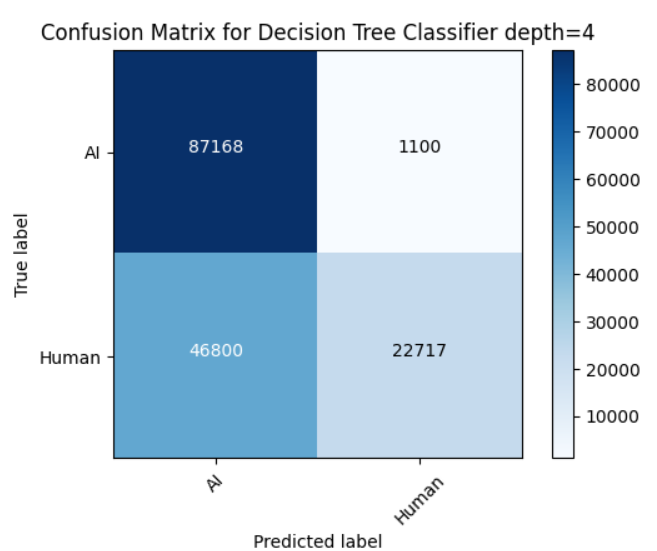 Confusion Matrix for Decision Tree Classifier depth=4
AI
87168
1100
Human
46800
22717
True label
AI
Human
Predicted label
80000
70000
60000
50000
40000
30000
20000
10000